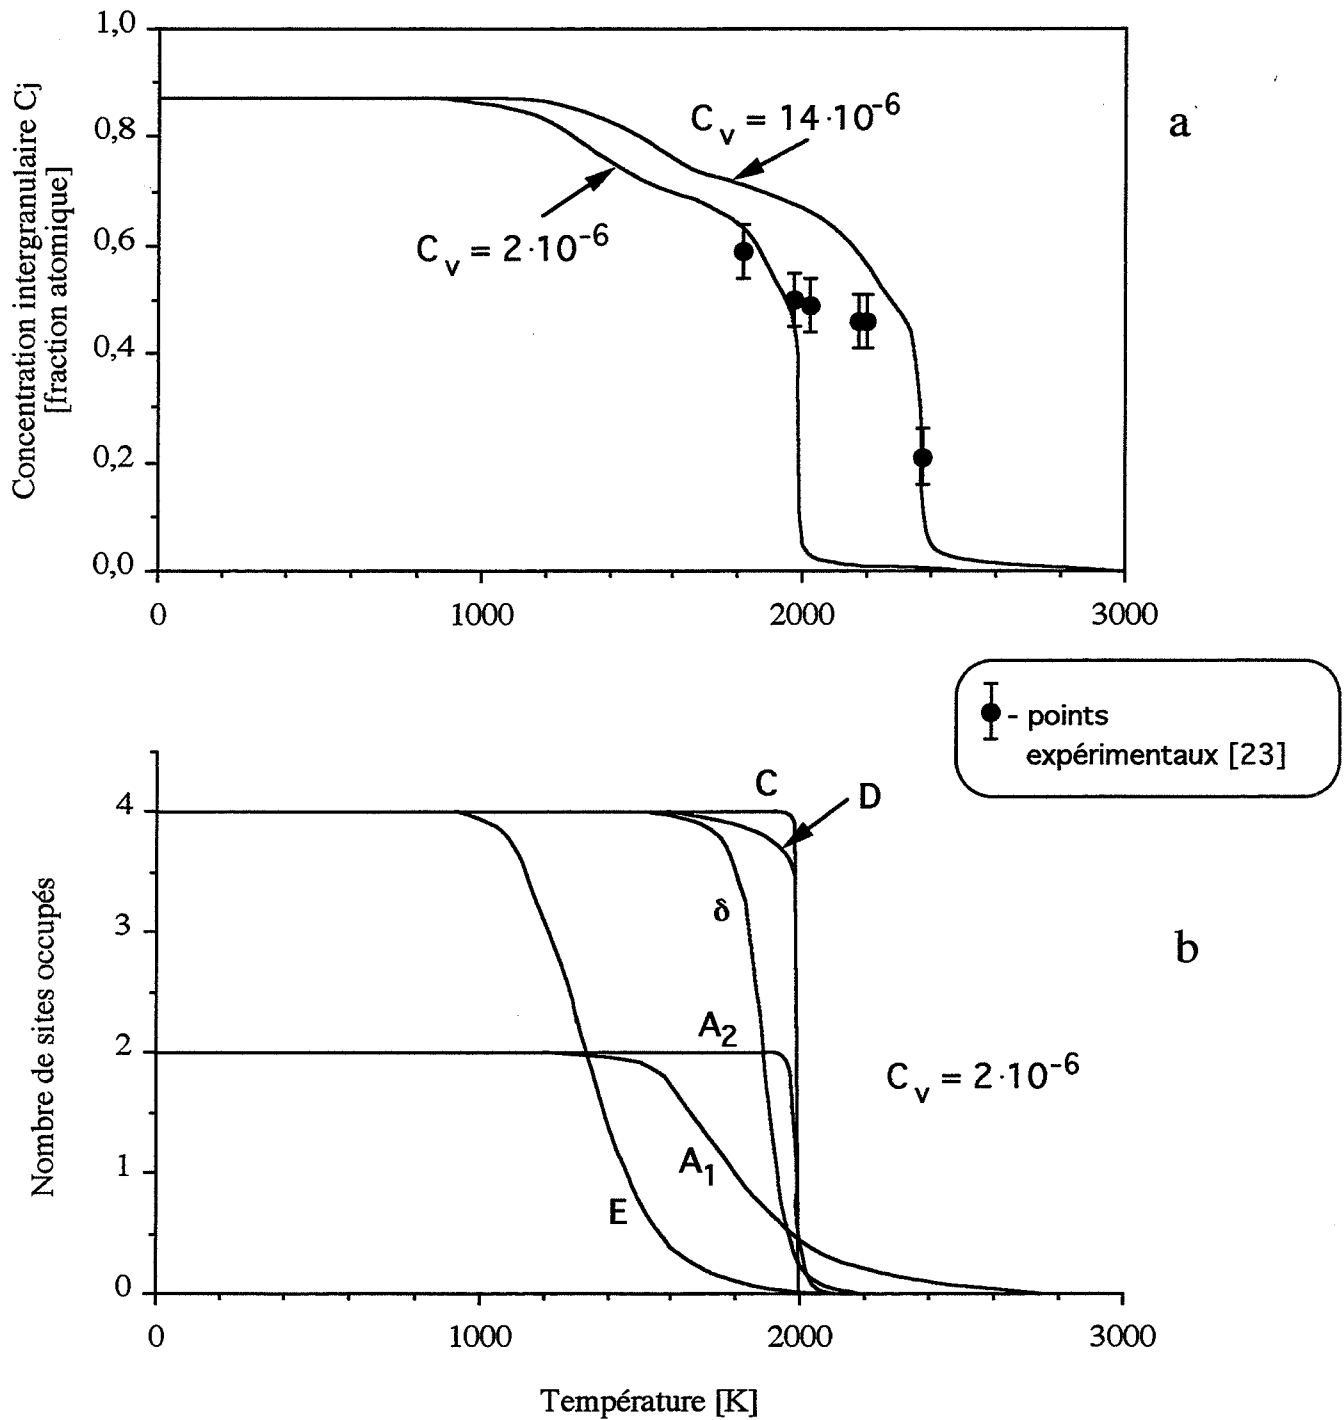 1,0
0,8
0,6
0,4
0,2
0,0
Concentration intergranulaire Cj
[fraction atomique]
C_v = 14·10⁻⁶
C_v = 2·10⁻⁶
a
0 1000 2000 3000
- points
expérimentaux [23]
4
3
2
1
0
Nombre de sites occupés
C
D
δ
A₂
A₁
E
b
C_v = 2·10⁻⁶
0 1000 2000 3000
Température [K]